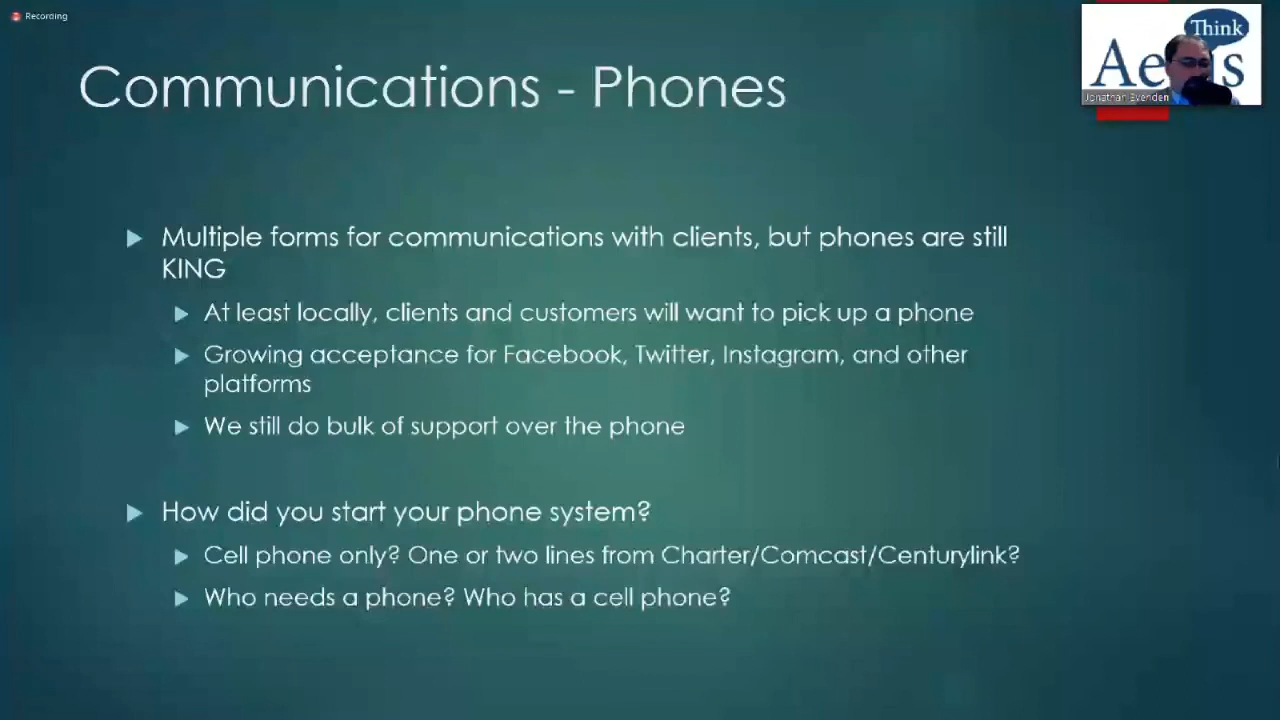 Recording
Think
Communications - Phones
Jonathan Evenden
Multiple forms for communications with clients, but phones are still
KING
At least locally, clients and customers will want to pick up a phone
Growing acceptance for Facebook, Twitter, Instagram, and other
platforms
We still do bulk of support over the phone
How did you start your phone system?
Cell phone only? One or two lines from Charter/Comcast/Centurylink?
Who needs a phone? Who has a cell phone?